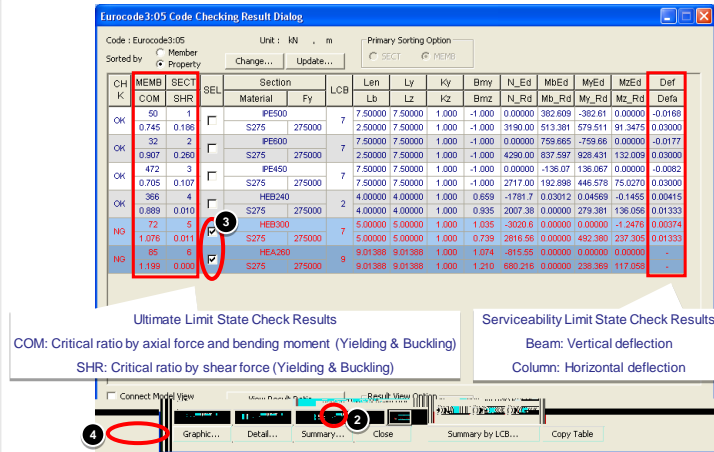 Eurocode3:05 Code Checking Result Dialog
Code : Eurocode3:05 Unit : kN , m Primary Sorting Option
Sorted by Member Property Change... Update... SECT MEMB
CH K MEMB SECT SEL Section LCB Len Ly Ky Bmy N_Ed MbEd MyEd MzEd Def
COM SHR Material Fy Lb Lz Kz Bmz N_Rd Mb_Rd My_Rd Mz_Rd Defa
OK 50 1 IPE500 7 7.50000 7.50000 1.000 -1.000 0.00000 382.609 -382.61 0.00000 -0.0168
0.745 0.186 S275 275000 2.50000 7.50000 1.000 -1.000 3190.00 513.381 579.511 91.3475 0.03000
OK 32 2 IPE600 7 7.50000 7.50000 1.000 -1.000 0.00000 759.665 -759.66 0.00000 -0.0177
0.907 0.260 S275 275000 2.50000 7.50000 1.000 -1.000 4290.00 837.597 928.431 132.009 0.03000
OK 472 3 IPE450 7 7.50000 7.50000 1.000 -1.000 0.00000 -136.07 136.067 0.00000 -0.0082
0.705 0.107 S275 275000 2.50000 7.50000 1.000 -1.000 2717.00 192.898 446.578 75.0270 0.03000
OK 366 4 HEB240 2 4.00000 4.00000 1.000 0.659 -1781.7 0.03012 0.04569 -0.1455 0.00415
0.889 0.010 S275 275000 4.00000 4.00000 1.000 0.935 2007.38 0.00000 279.381 136.056 0.01333
NG 72 5 HEB300 7 5.00000 5.00000 1.000 1.035 -3020.6 0.00000 0.00000 -1.2476 0.00374
1.076 0.011 S275 275000 5.00000 5.00000 1.000 0.739 2816.56 0.00000 492.380 237.305 0.01333
NG 85 6 HEA260 9 9.01388 9.01388 1.000 1.074 -815.55 0.00000 0.00000 0.00000 -
1.199 0.000 S275 275000 9.01388 9.01388 1.000 1.210 680.216 0.00000 238.369 117.058 -
3
Ultimate Limit State Check Results
COM: Critical ratio by axial force and bending moment (Yielding & Buckling)
SHR: Critical ratio by shear force (Yielding & Buckling)
Serviceability Limit State Check Results
Beam: Vertical deflection
Column: Horizontal deflection
Connect Model View View Result Ratio Result View Option
2
4
Graphic... Detail... Summary... Close Summary by LCB... Copy Table